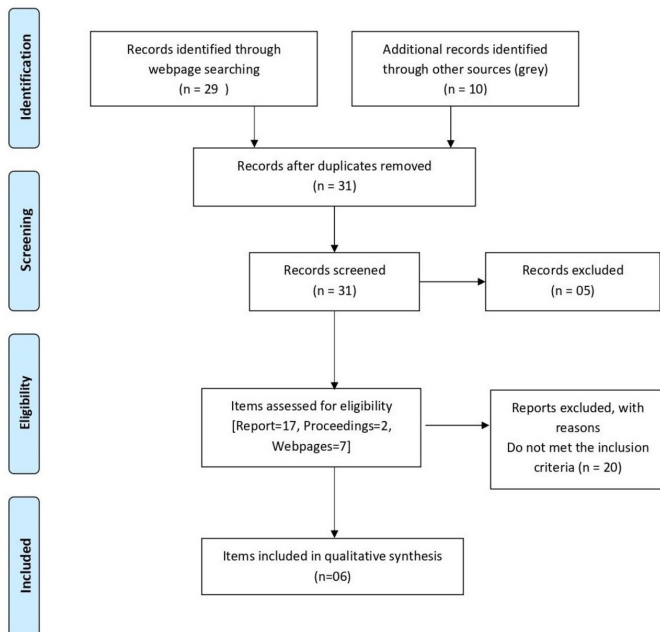 Identification
Records identified through
webpage searching
(n = 29  )
Additional records identified
through other sources (grey)
(n = 10)
Records after duplicates removed
(n = 31)
Screening
Records screened
(n = 31)
Records excluded
(n = 05)
Eligibility
Items assessed for eligibility
[Report=17, Proceedings=2,
Webpages=7]
Reports excluded, with
reasons
Do not met the inclusion
criteria (n = 20)
Included
Items included in qualitative synthesis
(n=06)